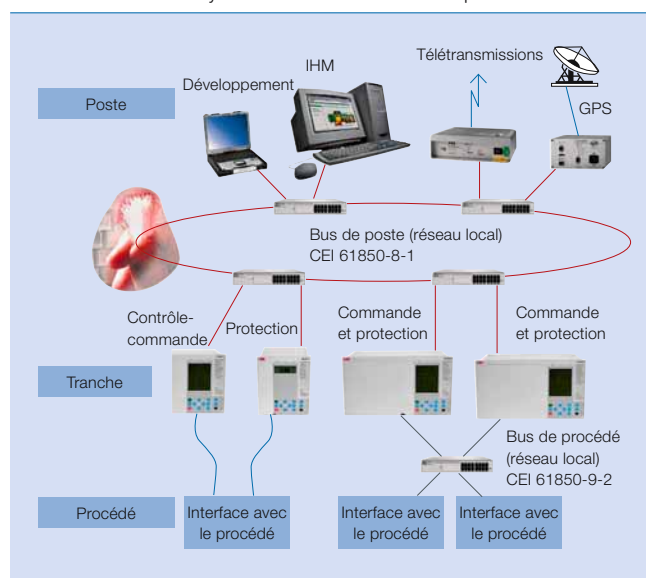 Télétransmissions
IHM
Développement
Poste
GPS
Bus de poste (réseau local)
CEI 61850-8-1
Contrôle-
commande
Protection
Commande
et protection
Commande
et protection
Tranche
Bus de procédé
(réseau local)
CEI 61850-9-2
Procédé
Interface avec
le procédé
Interface avec
le procédé
Interface avec
le procédé